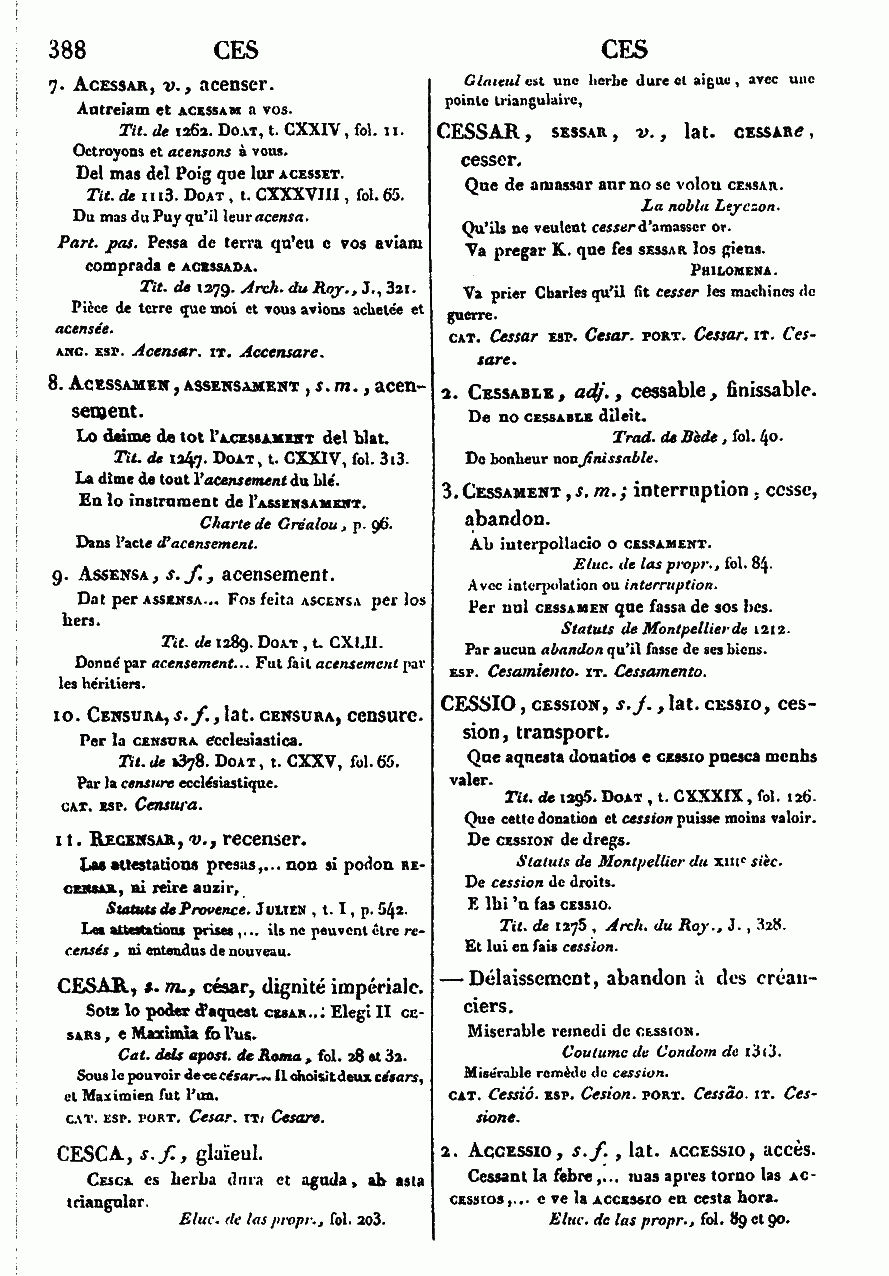 388 CES CES
7. Acessar, v., acenser.
Autreiam et acessam a vos.
Tit. de 1262. Doat, t. CXXIV, fol. 11.
Octroyons et acensons à vous.
Del mas del Poig que lur acesset.
Tit. de 1113. Doat, t. CXXXVIII, fol. 65.
Du mas du Puy qu'il leur acensa.
Part. pas. Pessa de terra qu'eu e vos aviam
comprada e acessada.
Tit. de 1279. Arch. du Roy., J., 321.
Pièce de terre que moi et vous avions achetée et
acensée.
anc. esp. Acensar. it. Accensare.
8. Acessamen, assensament, s. m., acen-
sement.
Lo deime de tot l'acessament del blat.
Tit. de 1247. Doat, t. CXXIV, fol. 313.
La dîme de tout l'acensement du blé.
En lo instrument de l'assensament.
Charte de Gréalou, p. 96.
Dans l'acte d'acensement.
9. Assensa, s. f., acensement.
Dat per assensa... Fos feita ascensa per los
hers.
Tit. de 1289. Doat, t. CXLII.
Donné par acensement... Fut fait acensement par
les héritiers.
10. Censura, s. f., lat. censura, censure.
Per la censura ecclesiastica.
Tit. de 1378. Doat, t. CXXV, fol. 65.
Par la censure ecclésiastique.
cat. esp. Censura.
11. Recensar, v., recenser.
Las attestations presas,... non si podon re-
censar, ni reire auzir,
Statuts de Provence. Julien, t. I, p. 542.
Les attestations prises,... ils ne peuvent être re-
censés, ni entendus de nouveau.
CESAR, s. m., césar, dignité impériale.
Sotz lo poder d'aquest cesar..: Elegi II ce-
sars, e Maximia fo l'us.
Cat. dels apost. de Roma, fol. 28 et 32.
Sous le pouvoir de ce césar... Il choisit deux césars,
et Maximien fut l'un.
cat. esp. port. Cesar. it. Cesare.
CESCA, s. f., glaïeul.
Cesca es herba dura et aguda, ab asta
triangular.
Eluc. de las propr., fol. 203.
Glaieul est une herbe dure et aigue, avec une
pointe triangulaire,
CESSAR, sessar, v., lat. cessare,
cesser.
Que de amassar aur no se volou cessar.
La nobla Leyczon.
Qu'ils ne veulent cesser d'amasser or.
Va pregar K. que fes sessar los giens.
Philomena.
Va prier Charles qu'il fît cesser les machines de
guerre.
cat. Cessar esp. Cesar. port. Cessar. it. Ces-
sare.
2. Cessable, adj., cessable, finissable.
De no cessable dileit.
Trad. de Bède, fol. 40.
De bonheur non finissable.
3. Cessament, s. m.; interruption, cesse,
abandon.
Ab interpollacio o cessament.
Eluc. de las propr., fol. 84.
Avec interpolation ou interruption.
Per nul cessamen que fassa de sos bes.
Statuts de Montpellier de 1212.
Par aucun abandon qu'il fasse de ses biens.
esp. Cesamiento. it. Cessamento.
CESSIO, cession, s. f., lat. cessio, ces-
sion, transport.
Que aquesta donatios e cessio puesca menhs
valer.
Tit. de 1295. Doat, t. CXXXIX, fol. 126.
Que cette donation et cession puisse moins valoir.
De cession de dregs.
Statuts de Montpellier du xiiie sièc.
De cession de droits.
E lhi 'n fas cessio.
Tit. de 1275, Arch. du Roy., J., 328.
Et lui en fais cession.
— Délaissement, abandon à des créan-
ciers.
Miserable remedi de cession.
Coutume de Condom de 1313.
Misérable remède de cession.
cat. Cessió. esp. Cesion. port. Cessão. it. Ces-
sione.
2. Accessio, s. f., lat. accessio, accès.
Cessant la febre,... mas apres torno las ac-
cessios,... e ve la accessio en cesta hora.
Eluc. de las propr., fol. 89 et 90.